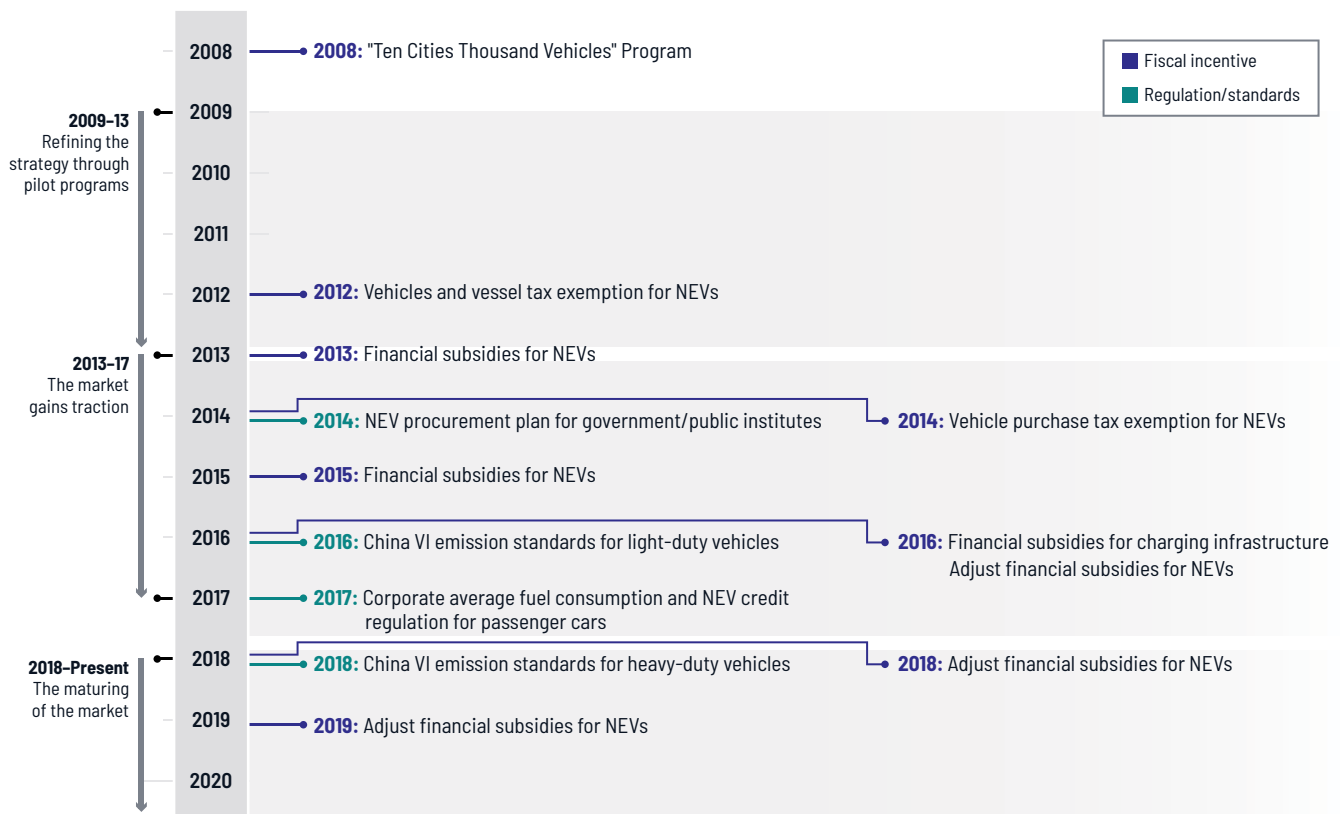 2008
2008: "Ten Cities Thousand Vehicles" Program
Fiscal incentive
Regulation/standards
2009–13
Refining the
strategy through
pilot programs
2009
2010
2011
2012
2012: Vehicles and vessel tax exemption for NEVs
2013–17
The market
gains traction
2013
2013: Financial subsidies for NEVs
2014
2014: NEV procurement plan for government/public institutes
2014: Vehicle purchase tax exemption for NEVs
2015
2015: Financial subsidies for NEVs
2016
2016: China VI emission standards for light-duty vehicles
2016: Financial subsidies for charging infrastructure
Adjust financial subsidies for NEVs
2017
2017: Corporate average fuel consumption and NEV credit
regulation for passenger cars
2018–Present
The maturing
of the market
2018
2018: China VI emission standards for heavy-duty vehicles
2018: Adjust financial subsidies for NEVs
2019
2019: Adjust financial subsidies for NEVs
2020